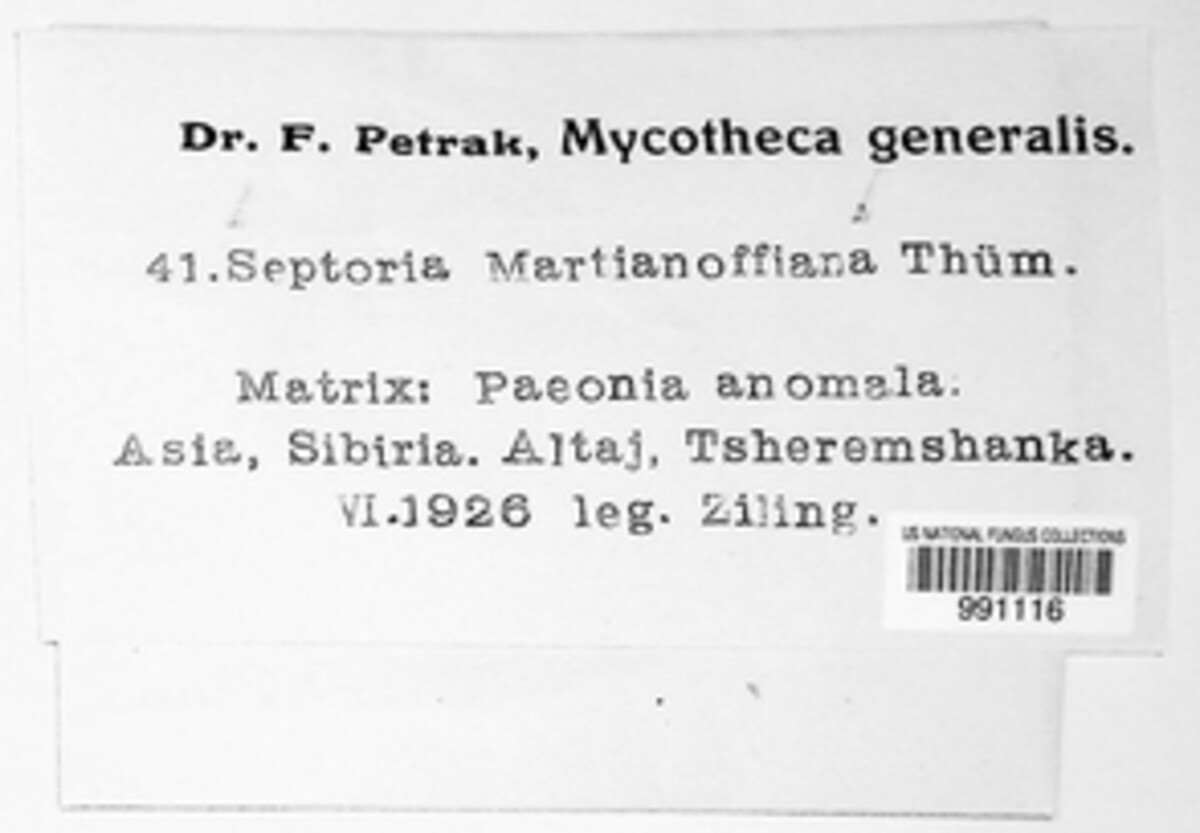 Dr. F. Petrak, Mycotheca generalis.
41. Septoria Martianoffiana Thüm.
Matrix: Paeonia anomala.
Asia, Sibiria. Altaj, Tsheremshanka.
VI.1926 leg. Ziling.
US NATIONAL FUNGUS COLLECTIONS
991116